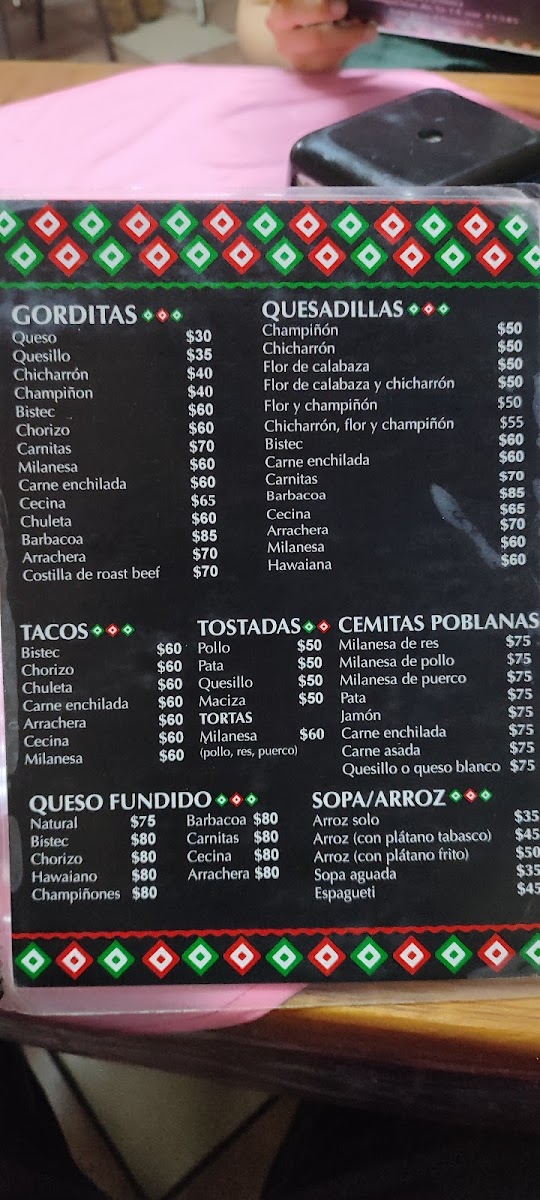 GORDITAS
Queso $30
Quesillo $35
Chicharrón $40
Champiñon $40
Bistec $60
Chorizo $60
Carnitas $70
Milanesa $60
Carne enchilada $60
Cecina $65
Chuleta $60
Barbacoa $85
Arrachera $70
Costilla de roast beef $70
QUESADILLAS
Champiñón $50
Chicharrón $50
Flor de calabaza $50
Flor de calabaza y chicharrón $50
Flor y champiñón $50
Chicharrón, flor y champiñón $55
Bistec $60
Carne enchilada $60
Carnitas $70
Barbacoa $85
Cecina $65
Arrachera $70
Milanesa $60
Hawaiana $60
TACOS
Bistec $60
Chorizo $60
Chuleta $60
Carne enchilada $60
Arrachera $60
Cecina $60
Milanesa $60
TOSTADAS
Pollo $50
Pata $50
Quesillo $50
Maciza $50
TORTAS
Milanesa $60
(pollo, res, puerco)
CEMITAS POBLANAS
Milanesa de res $75
Milanesa de pollo $75
Milanesa de puerco $75
Pata $75
Jamón $75
Carne enchilada $75
Carne asada $75
Quesillo o queso blanco $75
QUESO FUNDIDO
Natural $75
Bistec $80
Chorizo $80
Hawaiano $80
Champiñones $80
Barbacoa $80
Carnitas $80
Cecina $80
Arrachera $80
SOPA/ARROZ
Arroz solo $35
Arroz (con plátano tabasco) $45
Arroz (con plátano frito) $50
Sopa aguada $35
Espagueti $45